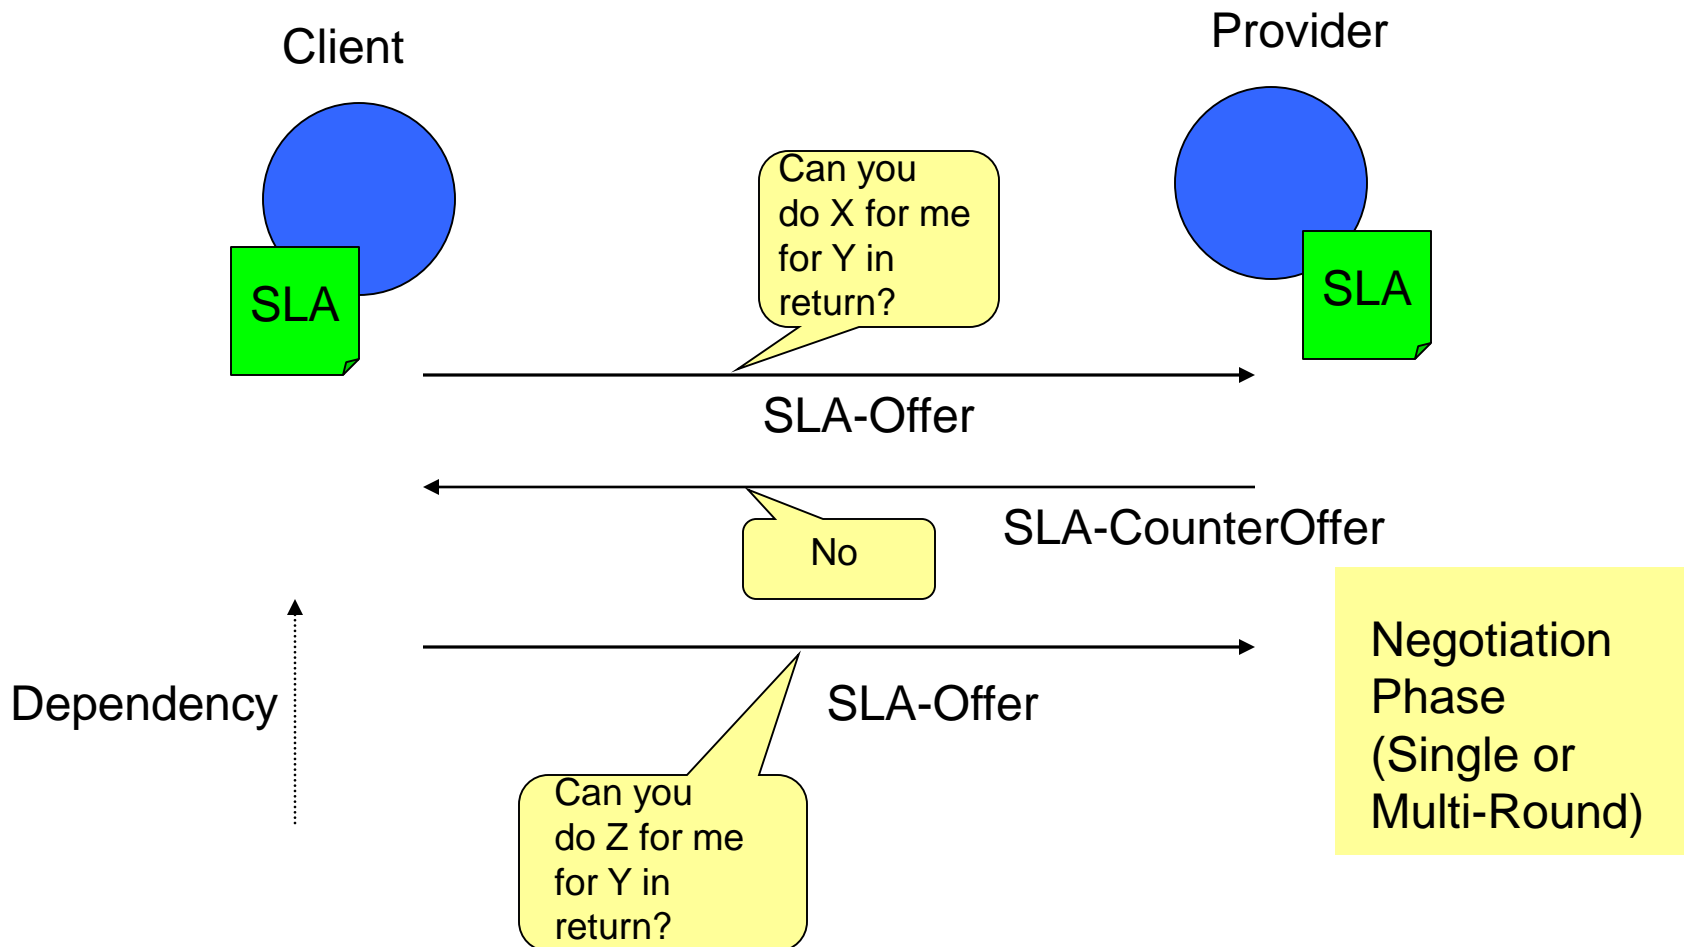 Client
Provider
SLA
SLA
Can you
do X for me
for Y in
return?
SLA-Offer
SLA-CounterOffer
No
Dependency
SLA-Offer
Can you
do Z for me
for Y in
return?
Negotiation
Phase
(Single or
Multi-Round)